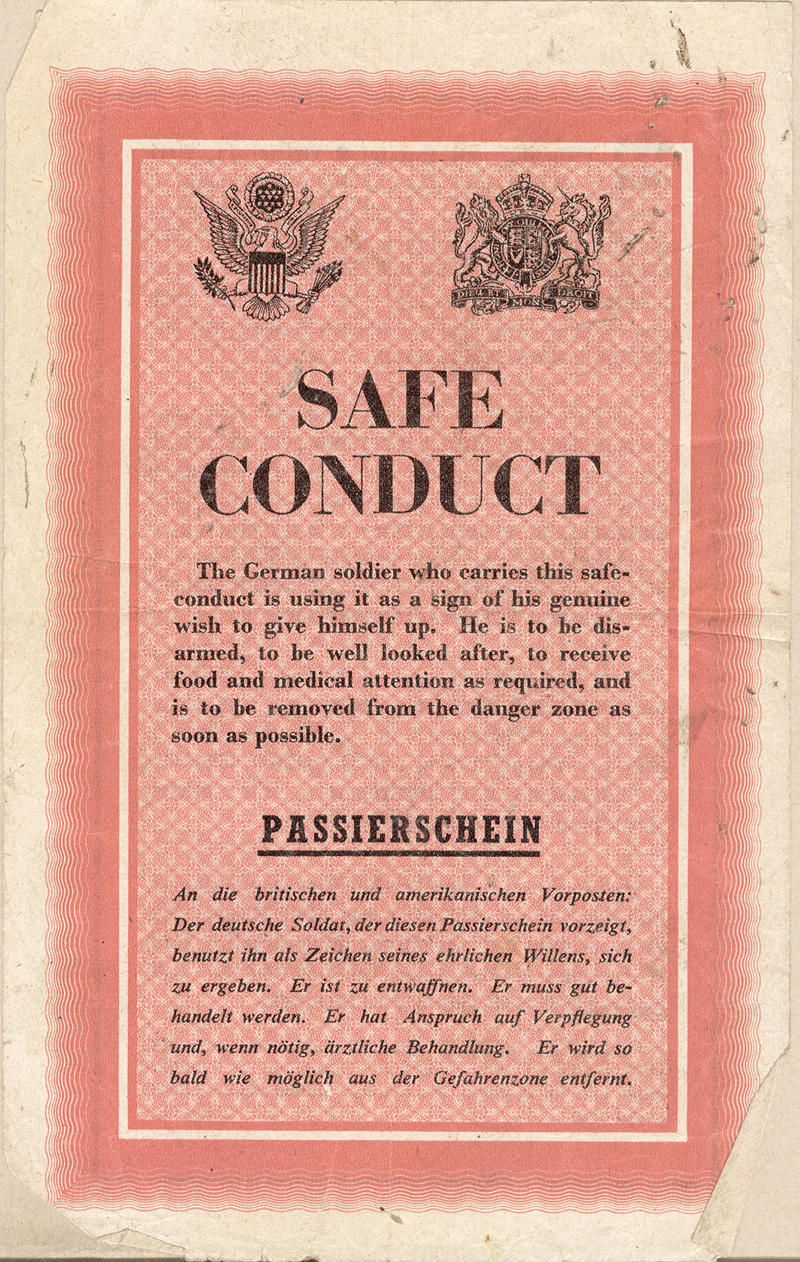 DIEU ET MON DROIT
SAFE
CONDUCT
The German soldier who carries this safe-
conduct is using it as a sign of his genuine
wish to give himself up. He is to be dis-
armed, to be well looked after, to receive
food and medical attention as required, and
is to be removed from the danger zone as
soon as possible.
PASSIERSCHEIN
An die britischen und amerikanischen Vorposten:
Der deutsche Soldat, der diesen Passierschein vorzeigt,
benutzt ihn als Zeichen seines ehrlichen Willens, sich
zu ergeben. Er ist zu entwaffnen. Er muss gut be-
handelt werden. Er hat Anspruch auf Verpflegung
und, wenn nötig, ärztliche Behandlung. Er wird so
bald wie möglich aus der Gefahrenzone entfernt.